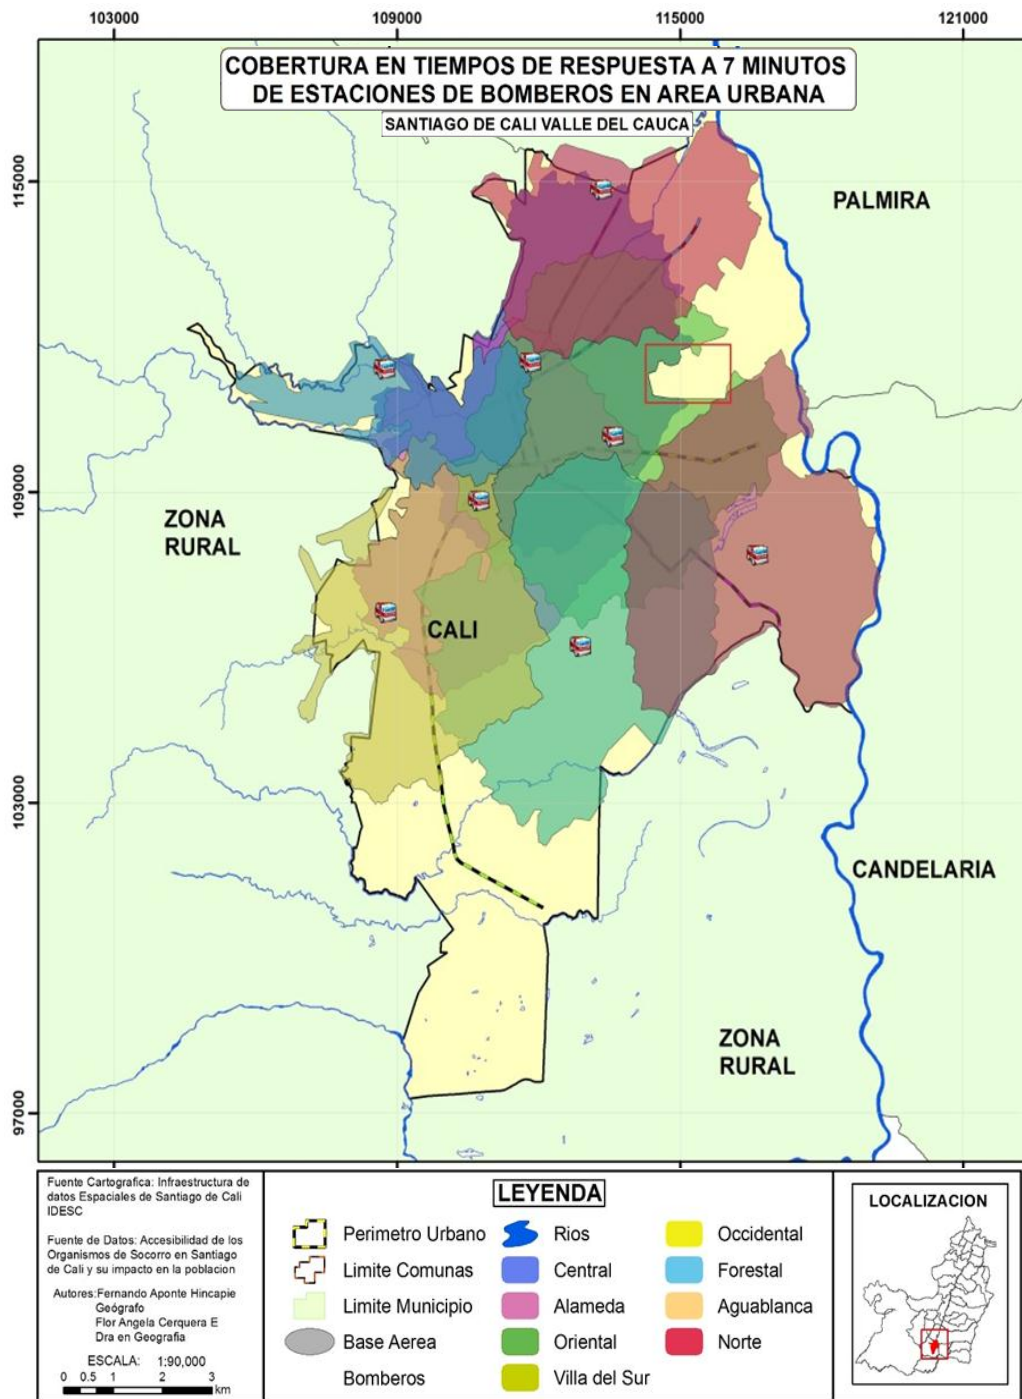 103000
109000
115000
121000
COBERTURA EN TIEMPOS DE RESPUESTA A 7 MINUTOS
DE ESTACIONES DE BOMBEROS EN AREA URBANA
SANTIAGO DE CALI VALLE DEL CAUCA
115000
PALMIRA
109000
ZONA
RURAL
CALI
103000
CANDELARIA
ZONA
RURAL
97000
Fuente Cartografica: Infraestructura de
datos Espaciales de Santiago de Cali
IDESC
Fuente de Datos: Accesibilidad de los
Organismos de Socorro en Santiago
de Cali y su impacto en la poblacion
Autores:Fernando Aponte Hincapie
Geógrafo
Flor Angela Cerquera E
Dra en Geografia
ESCALA: 1:90,000
0 0.5 1 2 3
km
LEYENDA
Perimetro Urbano
Limite Comunas
Limite Municipio
Base Aerea
Bomberos
Rios
Central
Alameda
Oriental
Villa del Sur
Occidental
Forestal
Aguablanca
Norte
LOCALIZACION